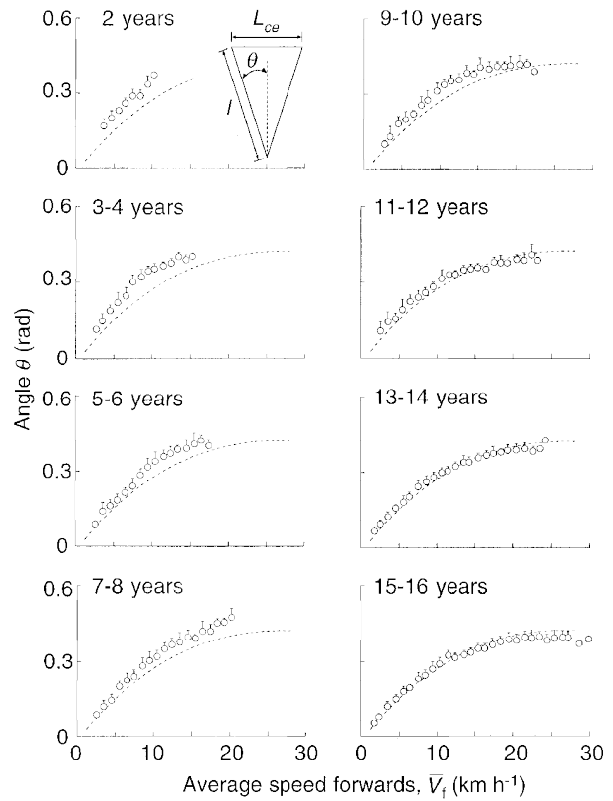 2 years
L_ce
θ
l
9-10 years
0.6
0.3
0
3-4 years
11-12 years
0.6
0.3
0
5-6 years
13-14 years
0.6
0.3
0
7-8 years
15-16 years
0.6
0.3
0
0 10 20 30
0 10 20 30
Angle θ (rad)
Average speed forwards, V̄f (km h-1)